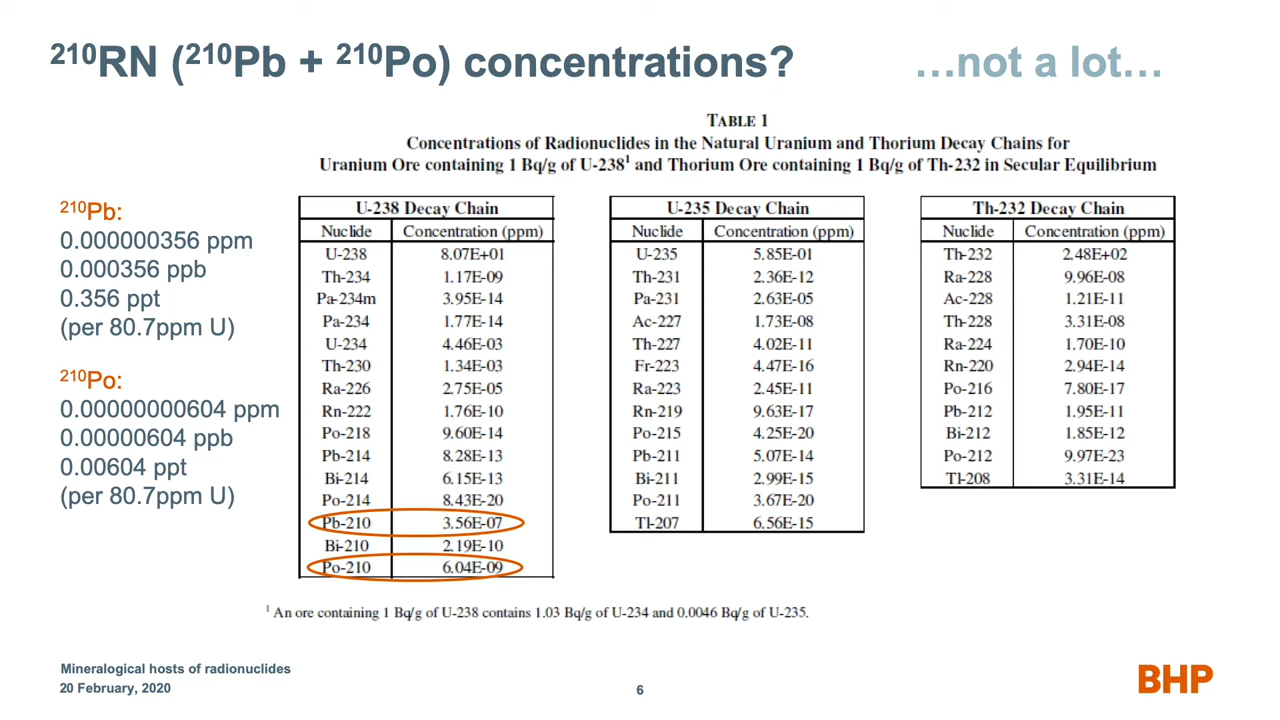 ²¹⁰RN (²¹⁰Pb + ²¹⁰Po) concentrations? …not a lot…
TABLE 1
Concentrations of Radionuclides in the Natural Uranium and Thorium Decay Chains for
Uranium Ore containing 1 Bq/g of U-238¹ and Thorium Ore containing 1 Bq/g of Th-232 in Secular Equilibrium
²¹⁰Pb:
0.000000356 ppm
0.000356 ppb
0.356 ppt
(per 80.7ppm U)
²¹⁰Po:
0.00000000604 ppm
0.00000604 ppb
0.00604 ppt
(per 80.7ppm U)
U-238 Decay Chain
Nuclide Concentration (ppm)
U-238 8.07E+01
Th-234 1.17E-09
Pa-234m 3.95E-14
Pa-234 1.77E-14
U-234 4.46E-03
Th-230 1.34E-03
Ra-226 2.75E-05
Rn-222 1.76E-10
Po-218 9.60E-14
Pb-214 8.28E-13
Bi-214 6.15E-13
Po-214 8.43E-20
Pb-210 3.56E-07
Bi-210 2.19E-10
Po-210 6.04E-09
U-235 Decay Chain
Nuclide Concentration (ppm)
U-235 5.85E-01
Th-231 2.36E-12
Pa-231 2.63E-05
Ac-227 1.73E-08
Th-227 4.02E-11
Fr-223 4.47E-16
Ra-223 2.45E-11
Rn-219 9.63E-17
Po-215 4.25E-20
Pb-211 5.07E-14
Bi-211 2.99E-15
Po-211 3.67E-20
Tl-207 6.56E-15
Th-232 Decay Chain
Nuclide Concentration (ppm)
Th-232 2.48E+02
Ra-228 9.96E-08
Ac-228 1.21E-11
Th-228 3.31E-08
Ra-224 1.70E-10
Rn-220 2.94E-14
Po-216 7.80E-17
Pb-212 1.95E-11
Bi-212 1.85E-12
Po-212 9.97E-23
Tl-208 3.31E-14
¹ An ore containing 1 Bq/g of U-238 contains 1.03 Bq/g of U-234 and 0.0046 Bq/g of U-235.
Mineralogical hosts of radionuclides
20 February, 2020
6
BHP